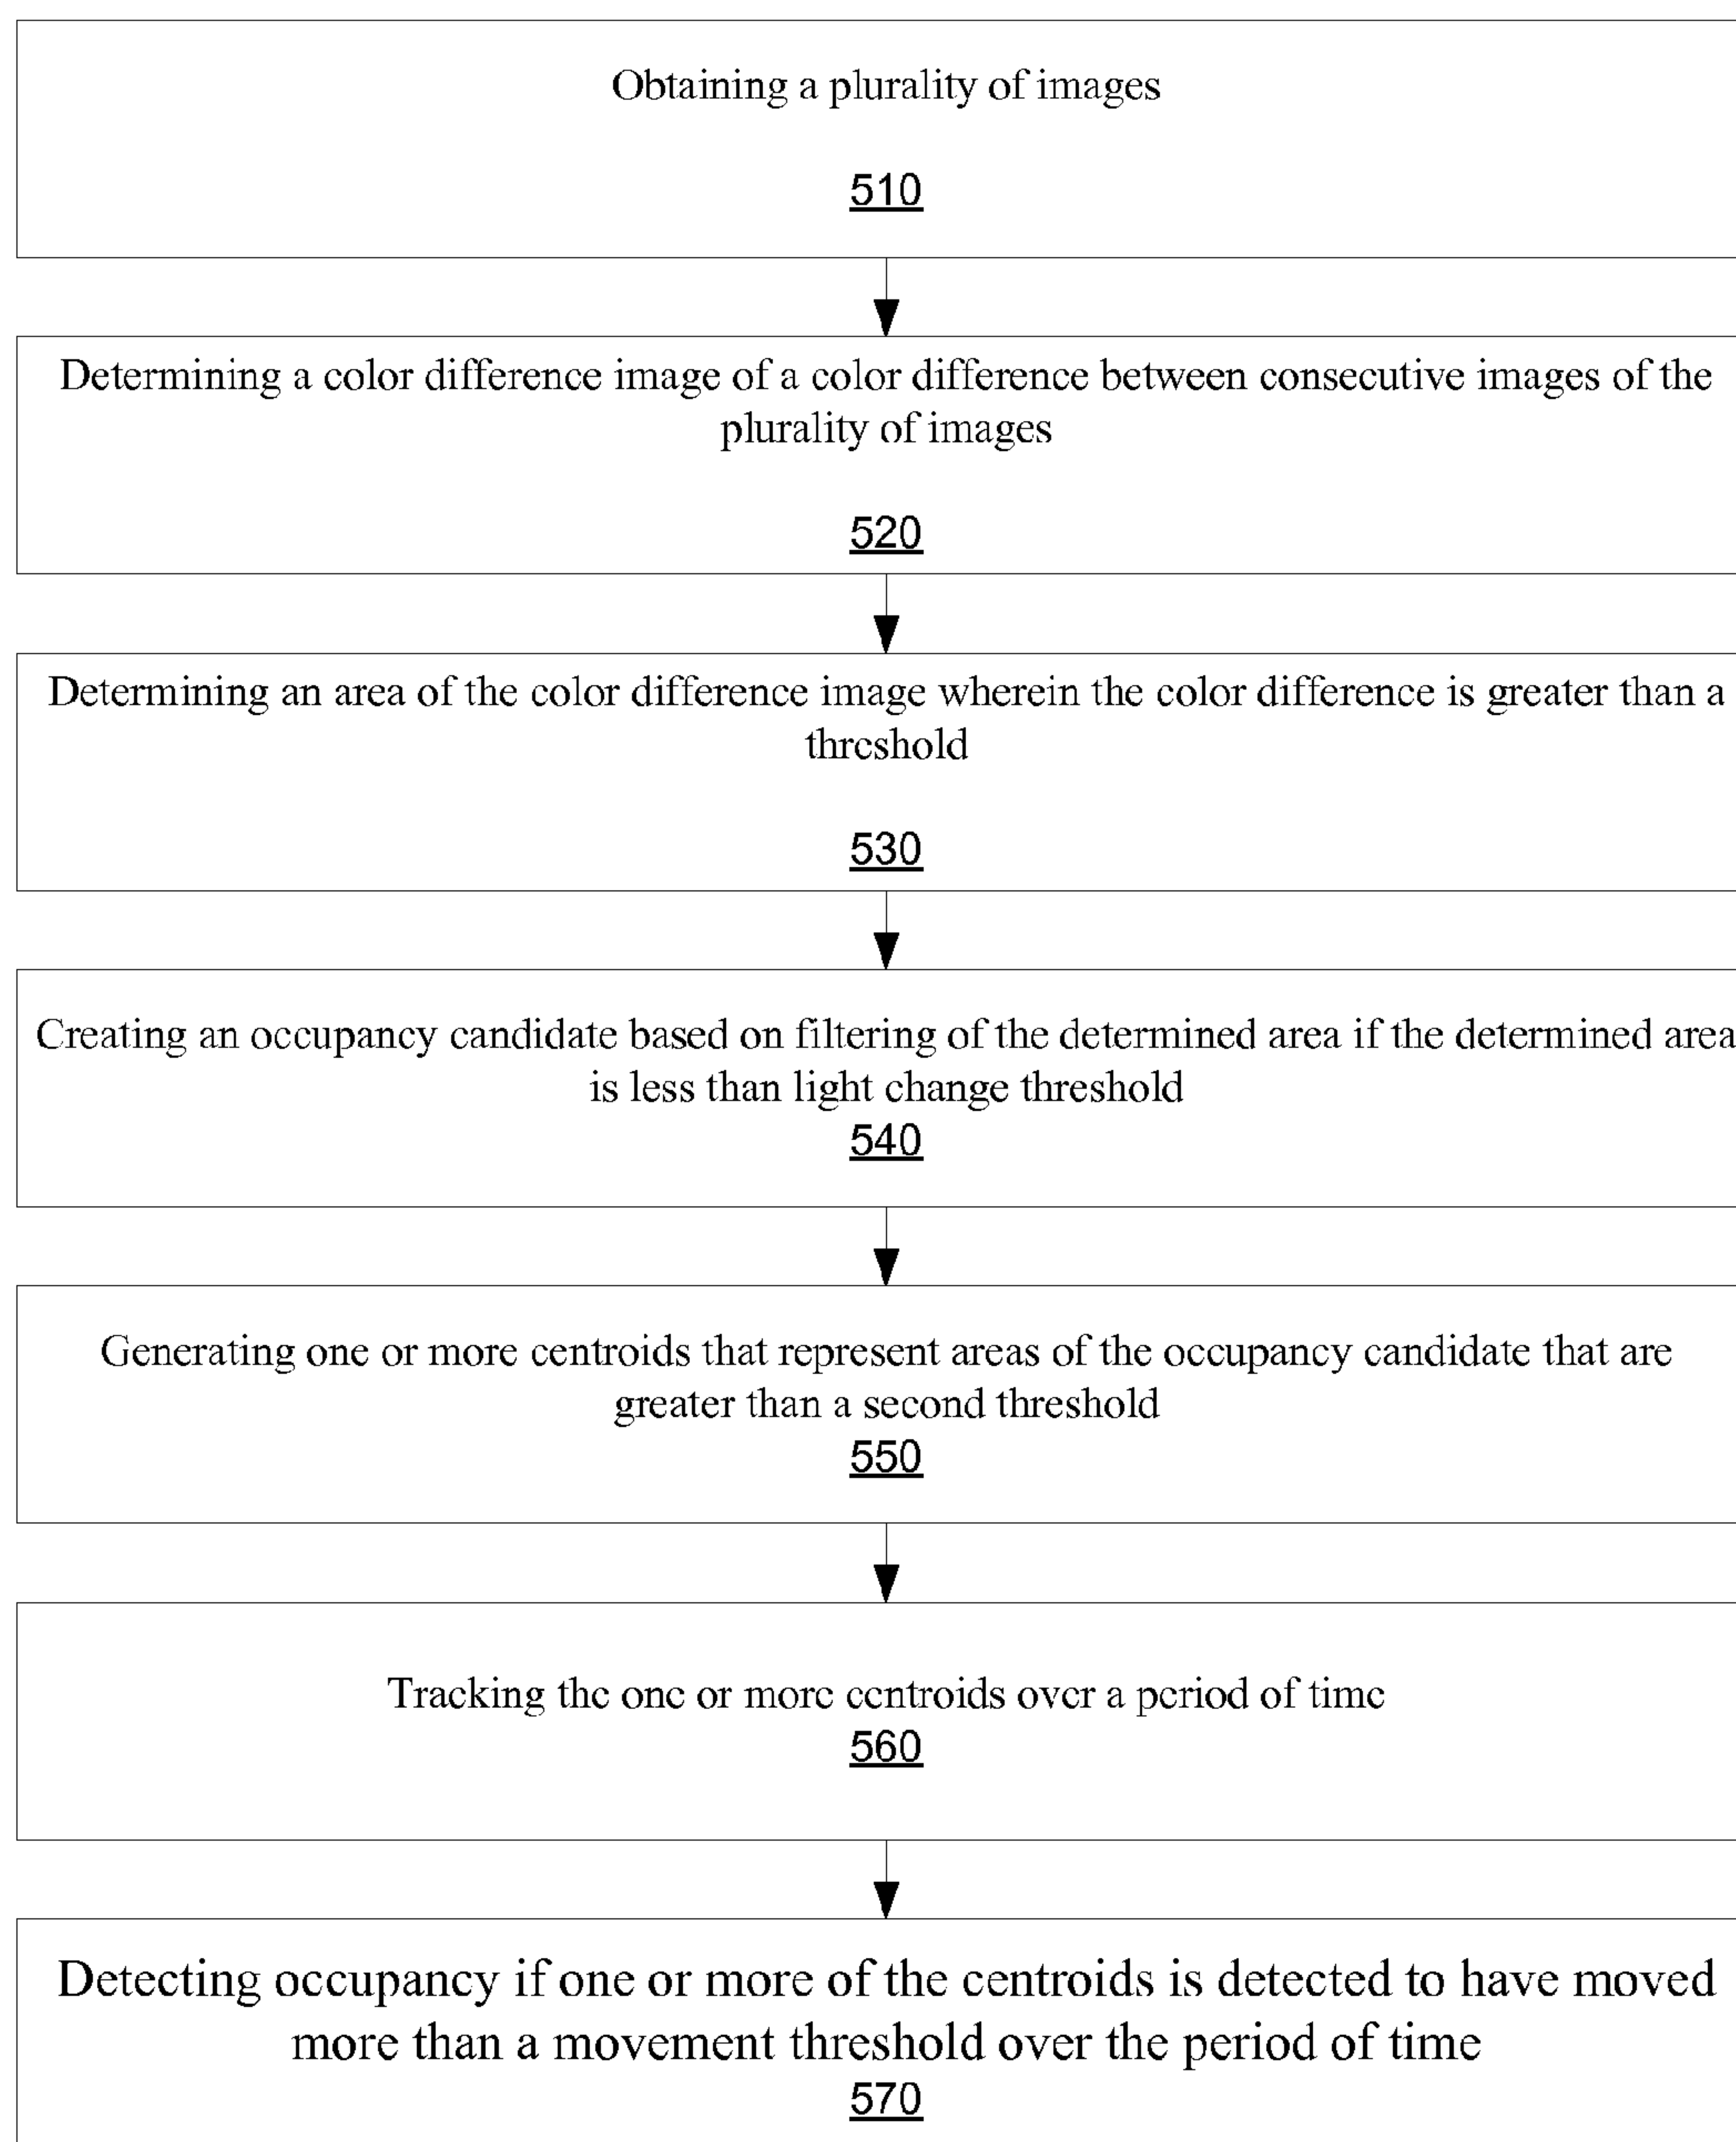 Obtaining a plurality of images
510
Determining a color difference image of a color difference between consecutive images of the
plurality of images
520
Determining an area of the color difference image wherein the color difference is greater than a
threshold
530
Creating an occupancy candidate based on filtering of the determined area if the determined area
is less than light change threshold
540
Generating one or more centroids that represent areas of the occupancy candidate that are
greater than a second threshold
550
Tracking the one or more centroids over a period of time
560
Detecting occupancy if one or more of the centroids is detected to have moved
more than a movement threshold over the period of time
570